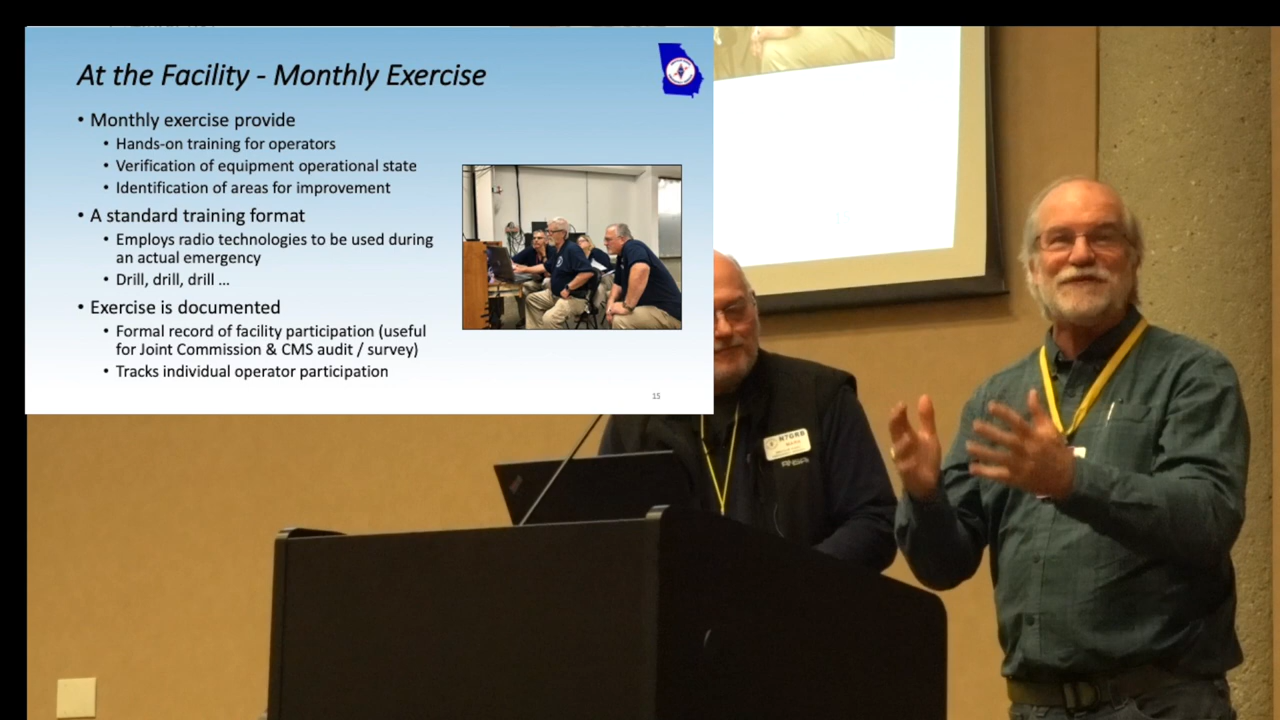 At the Facility - Monthly Exercise
• Monthly exercise provide
• Hands-on training for operators
• Verification of equipment operational state
• Identification of areas for improvement
• A standard training format
• Employs radio technologies to be used during
an actual emergency
• Drill, drill, drill ...
• Exercise is documented
• Formal record of facility participation (useful
for Joint Commission & CMS audit / survey)
• Tracks individual operator participation
15